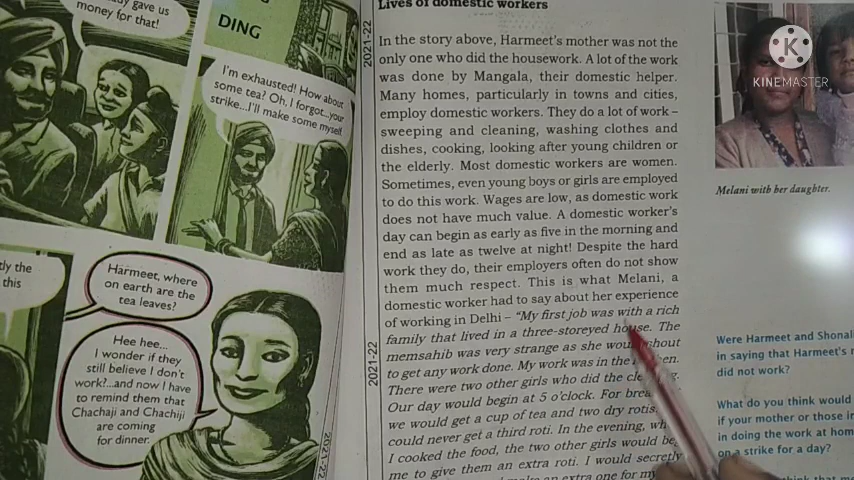 gave us
money for that!
DING
I'm exhausted! How about
some tea? Oh, I forgot...your
strike...I'll make some myself.
the
this
Harmeet, where
on earth are the
tea leaves?
Hee hee...
I wonder if they
still believe I don't
work?...and now I have
to remind them that
Chachaji and Chachiji
are coming
for dinner.
2021-22
2021-22
2021-22
Lives of domestic workers
In the story above, Harmeet's mother was not the
only one who did the housework. A lot of the work
was done by Mangala, their domestic helper.
Many homes, particularly in towns and cities,
employ domestic workers. They do a lot of work –
sweeping and cleaning, washing clothes and
dishes, cooking, looking after young children or
the elderly. Most domestic workers are women.
Sometimes, even young boys or girls are employed
to do this work. Wages are low, as domestic work
does not have much value. A domestic worker's
day can begin as early as five in the morning and
end as late as twelve at night! Despite the hard
work they do, their employers often do not show
them much respect. This is what Melani, a
domestic worker had to say about her experience
of working in Delhi – "My first job was with a rich
family that lived in a three-storeyed house. The
memsahib was very strange as she would shout
to get any work done. My work was in the
There were two other girls who did the
Our day would begin at 5 o'clock. For
we would get a cup of tea and two dry rotis.
could never get a third roti. In the evening,
I cooked the food, the two other girls would
me to give them an extra roti. I would secretly
an extra one for
KINEMASTER
Melani with her daughter.
Were Harmeet and
in saying that Harmeet's
did not work?
What do you think would
if your mother or those
in doing the work at
on a strike for a day?
think that